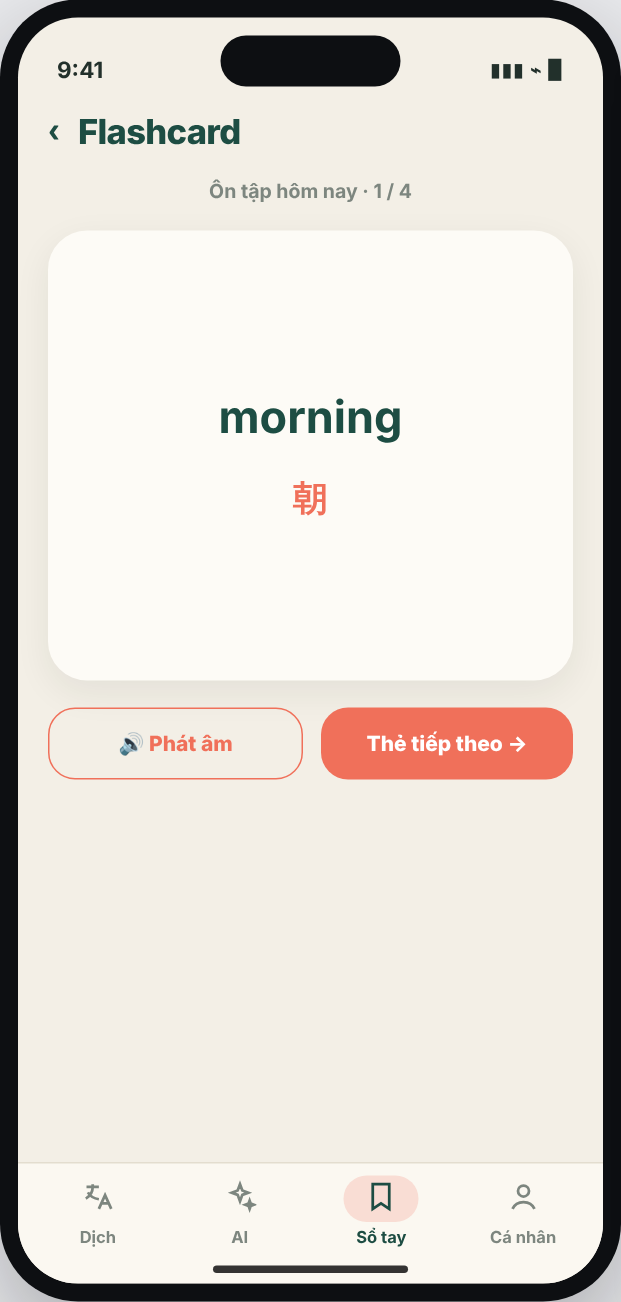 9:41
‹ Flashcard
Ôn tập hôm nay · 1 / 4
morning
朝
🔊 Phát âm
Thẻ tiếp theo →
Dịch
AI
Sổ tay
Cá nhân